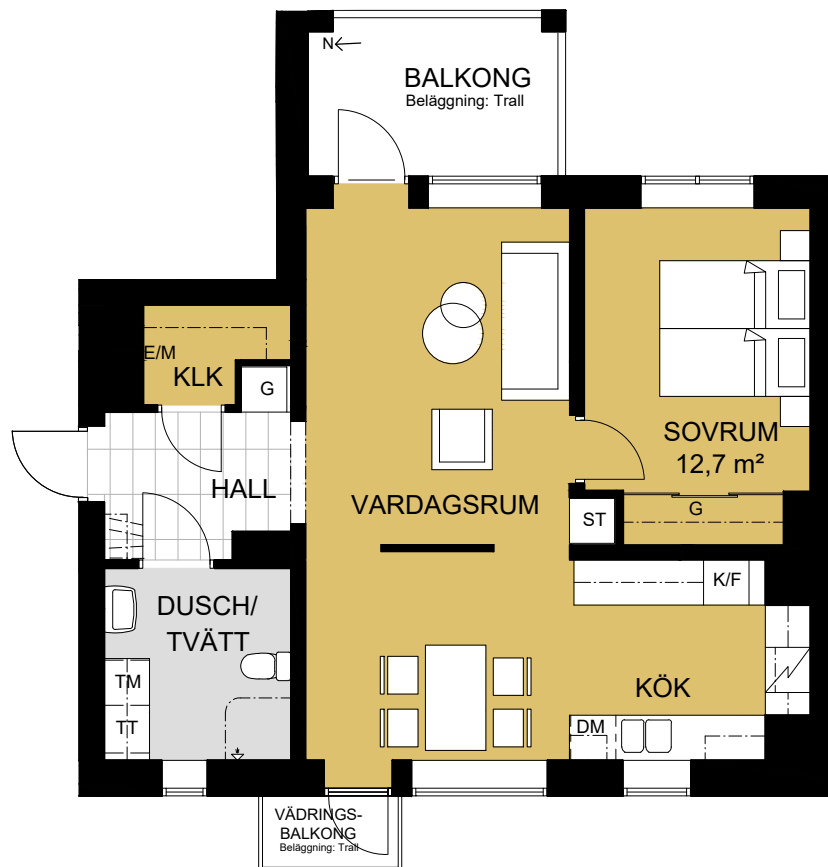 N
BALKONG
Beläggning: Trall
E/M
KLK
G
HALL
VARDAGSRUM
SOVRUM
12,7 m²
G
ST
K/F
DUSCH/
TVÄTT
TM
TT
KÖK
DM
VÄDRINGS-
BALKONG
Beläggning: Trall